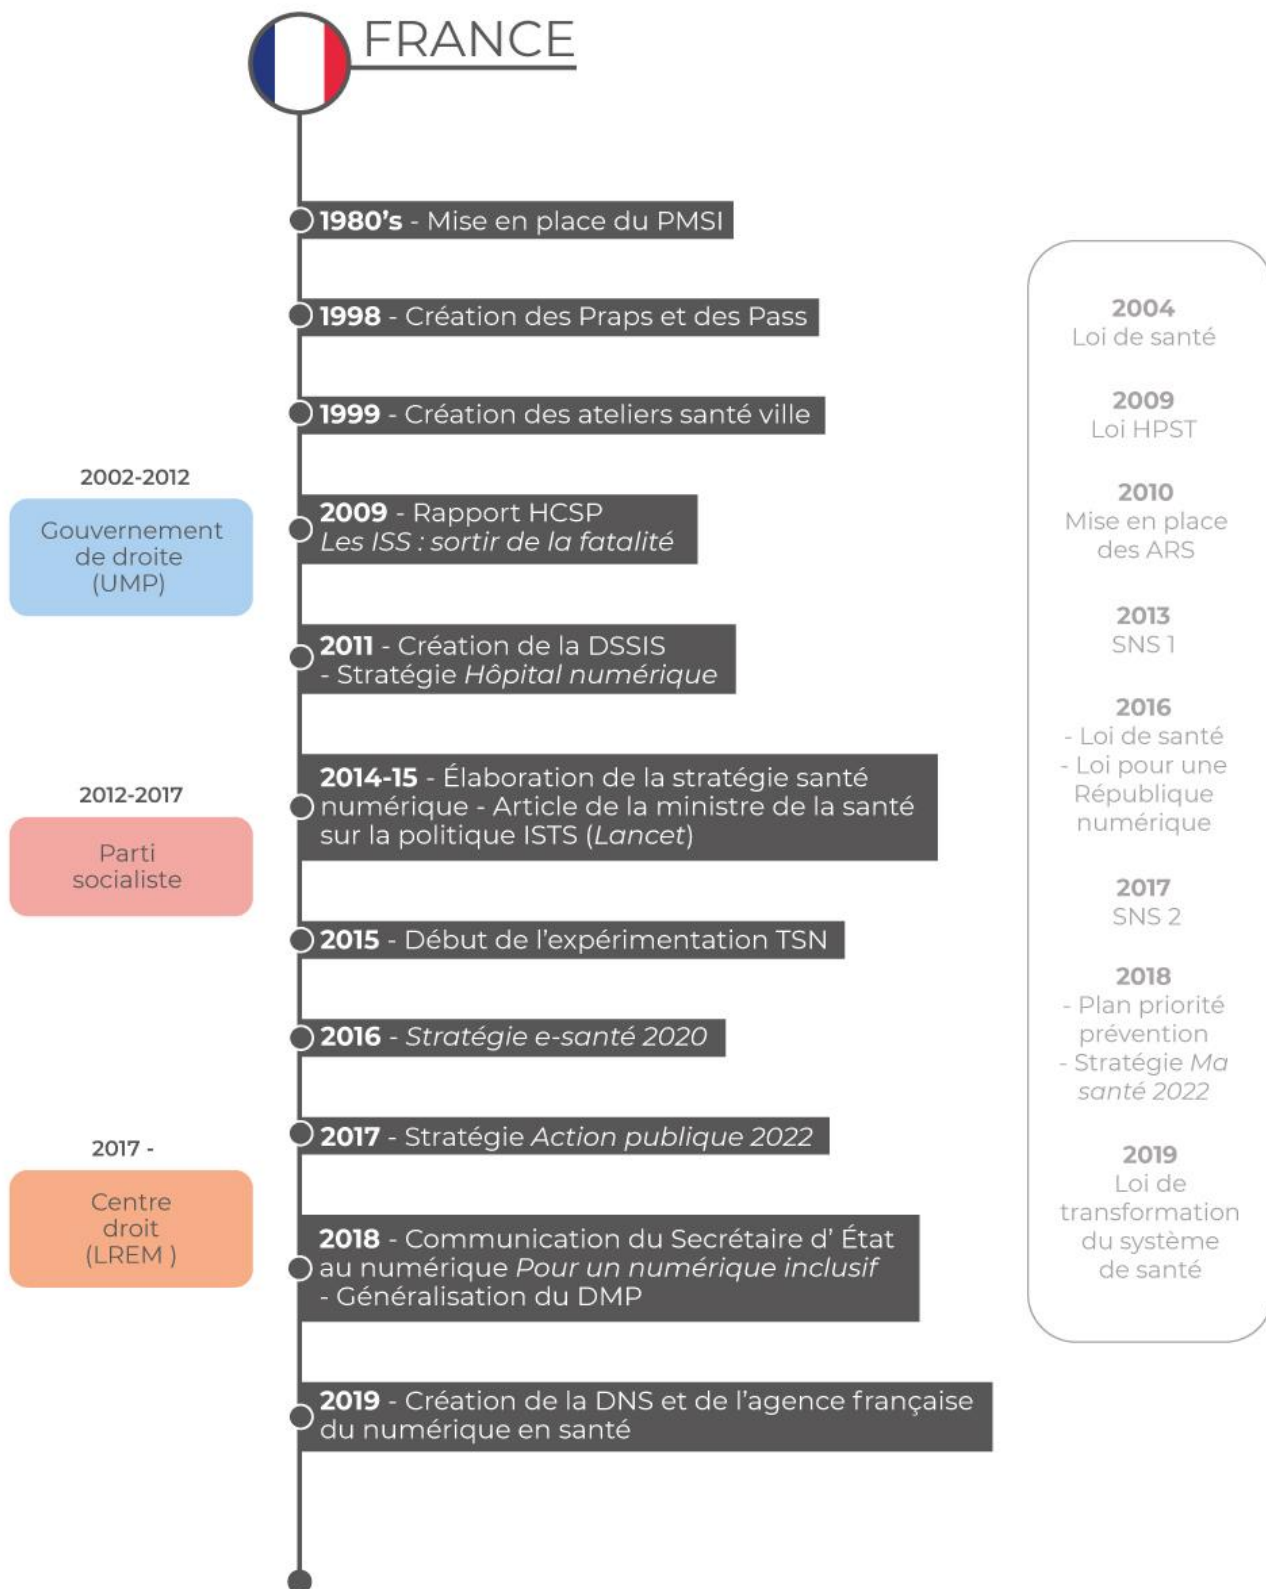 FRANCE
1980's - Mise en place du PMSI
1998 - Création des Praps et des Pass
1999 - Création des ateliers santé ville
2002-2012
Gouvernement
de droite
(UMP)
2009 - Rapport HCSP
Les ISS : sortir de la fatalité
2011 - Création de la DSSIS
- Stratégie Hôpital numérique
2012-2017
Parti
socialiste
2014-15 - Élaboration de la stratégie santé
numérique - Article de la ministre de la santé
sur la politique ISTS (Lancet)
2015 - Début de l'expérimentation TSN
2016 - Stratégie e-santé 2020
2017 - Stratégie Action publique 2022
2017 -
Centre
droit
(LREM )
2018 - Communication du Secrétaire d' État
au numérique Pour un numérique inclusif
- Généralisation du DMP
2019 - Création de la DNS et de l'agence française
du numérique en santé
2004
Loi de santé
2009
Loi HPST
2010
Mise en place
des ARS
2013
SNS 1
2016
- Loi de santé
- Loi pour une
République
numérique
2017
SNS 2
2018
- Plan priorité
prévention
- Stratégie Ma
santé 2022
2019
Loi de
transformation
du système
de santé